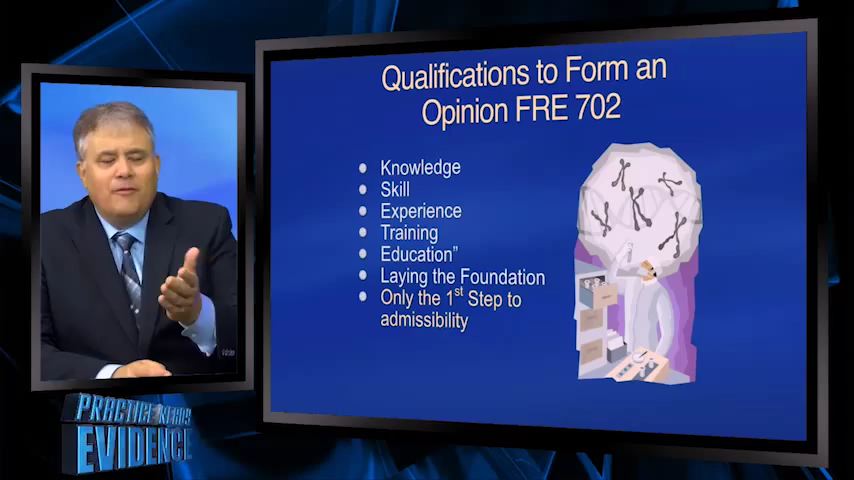 Qualifications to Form an
Opinion FRE 702
Knowledge
Skill
Experience
Training
Education”
Laying the Foundation
Only the 1st Step to
admissibility
PRACTICE READY
EVIDENCE